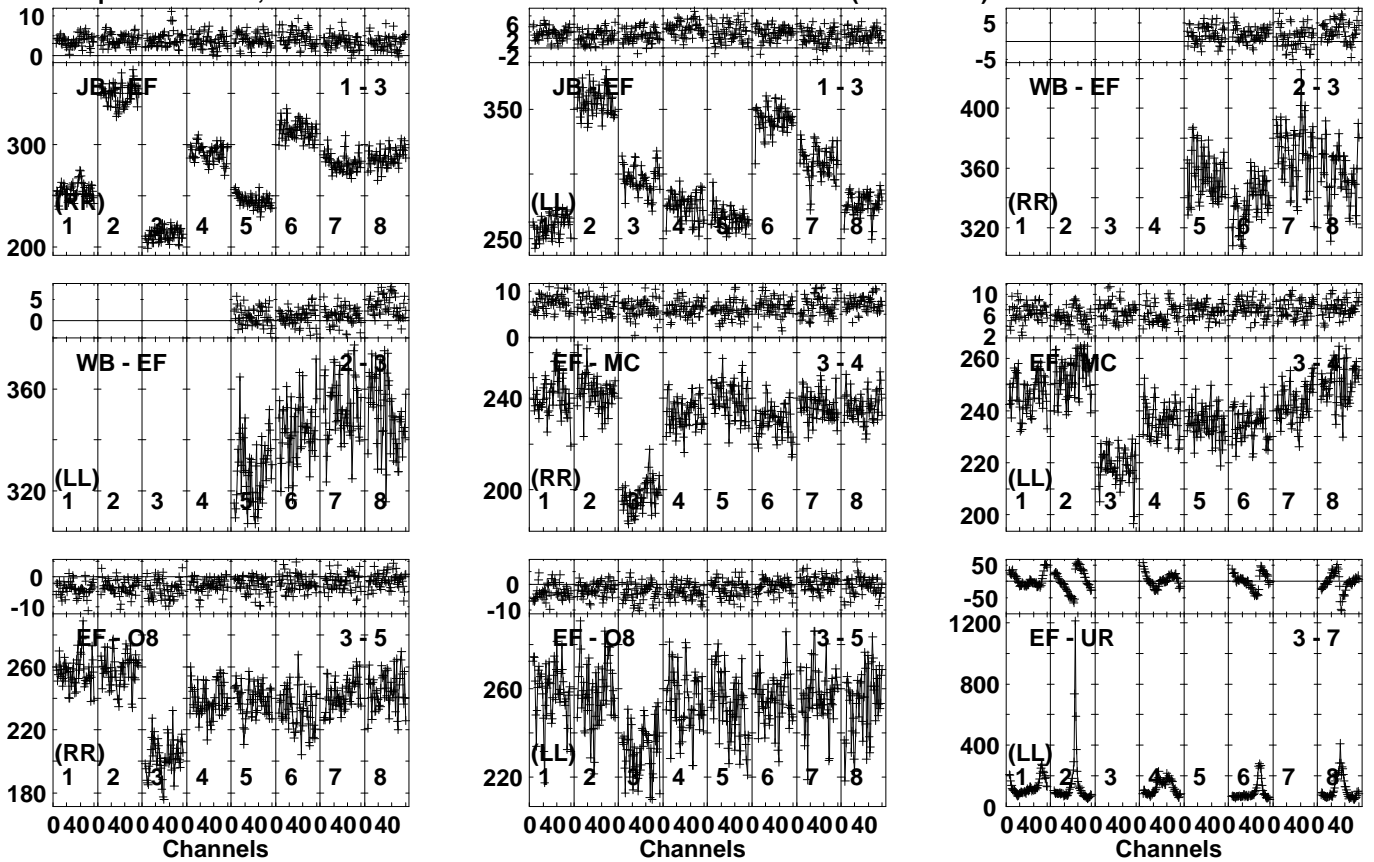 10
0
JB - EF 1 - 3
300
200
(RR)
1 2 3 4 5 6 7 8
6
2
-2
JB - EF 1 - 3
350
250
(LL)
1 2 3 4 5 6 7 8
5
-5
WB - EF 2 - 3
400
360
320
(RR)
1 2 3 4 5 6 7 8
5
0
WB - EF 2 - 3
360
320
(LL)
1 2 3 4 5 6 7 8
10
0
EF - MC 3 - 4
240
200
(RR)
1 2 3 4 5 6 7 8
10
6
2
EF - MC 3 - 4
260
240
220
200
(LL)
1 2 3 4 5 6 7 8
0
-10
EF - O8 3 - 5
260
220
180
(RR)
1 2 3 4 5 6 7 8
0 40 0 40 0 40 0 40 0 40 0 40 0 40 0 40
Channels
0
-10
EF - O8 3 - 5
260
220
(LL)
1 2 3 4 5 6 7 8
0 40 0 40 0 40 0 40 0 40 0 40 0 40 0 40
Channels
50
-50
EF - UR 3 - 7
1200
800
400
0
(LL)
1 2 3 4 5 6 7 8
0 40 0 40 0 40 0 40 0 40 0 40 0 40 0 40
Channels